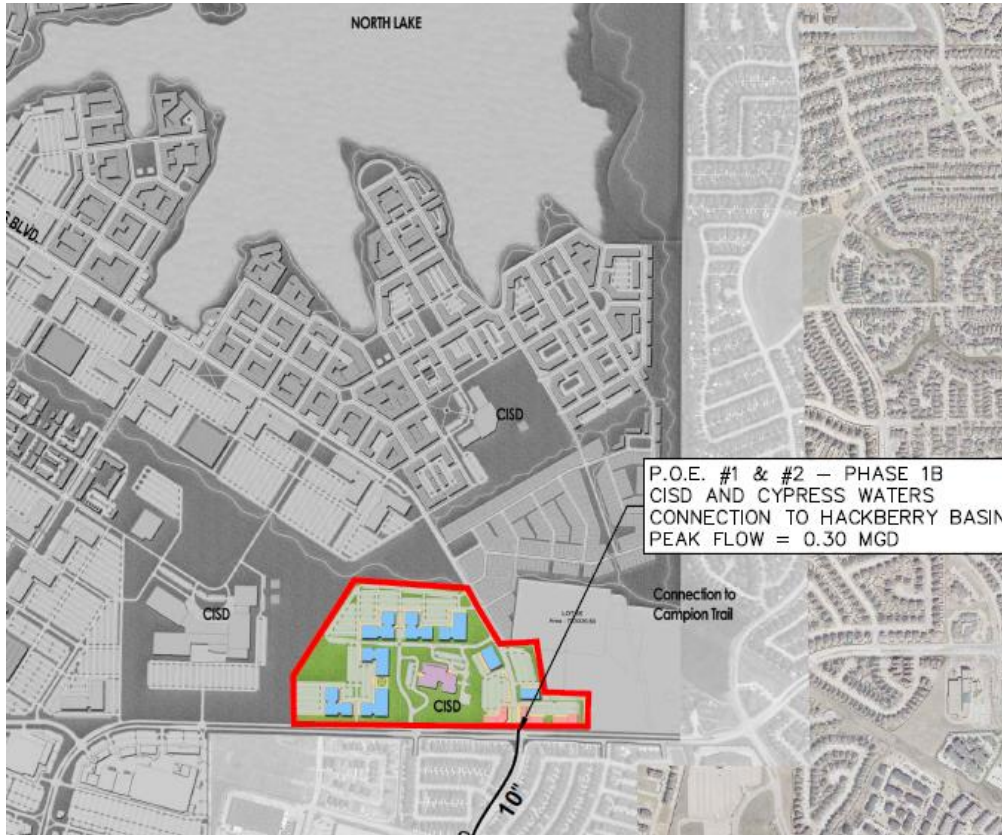 NORTH LAKE
S BLVD.
CISD
P.O.E. #1 & #2 – PHASE 1B
CISD AND CYPRESS WATERS
CONNECTION TO HACKBERRY BASIN
PEAK FLOW = 0.30 MGD
Connection to
Campion Trail
CISD
CISD
10"